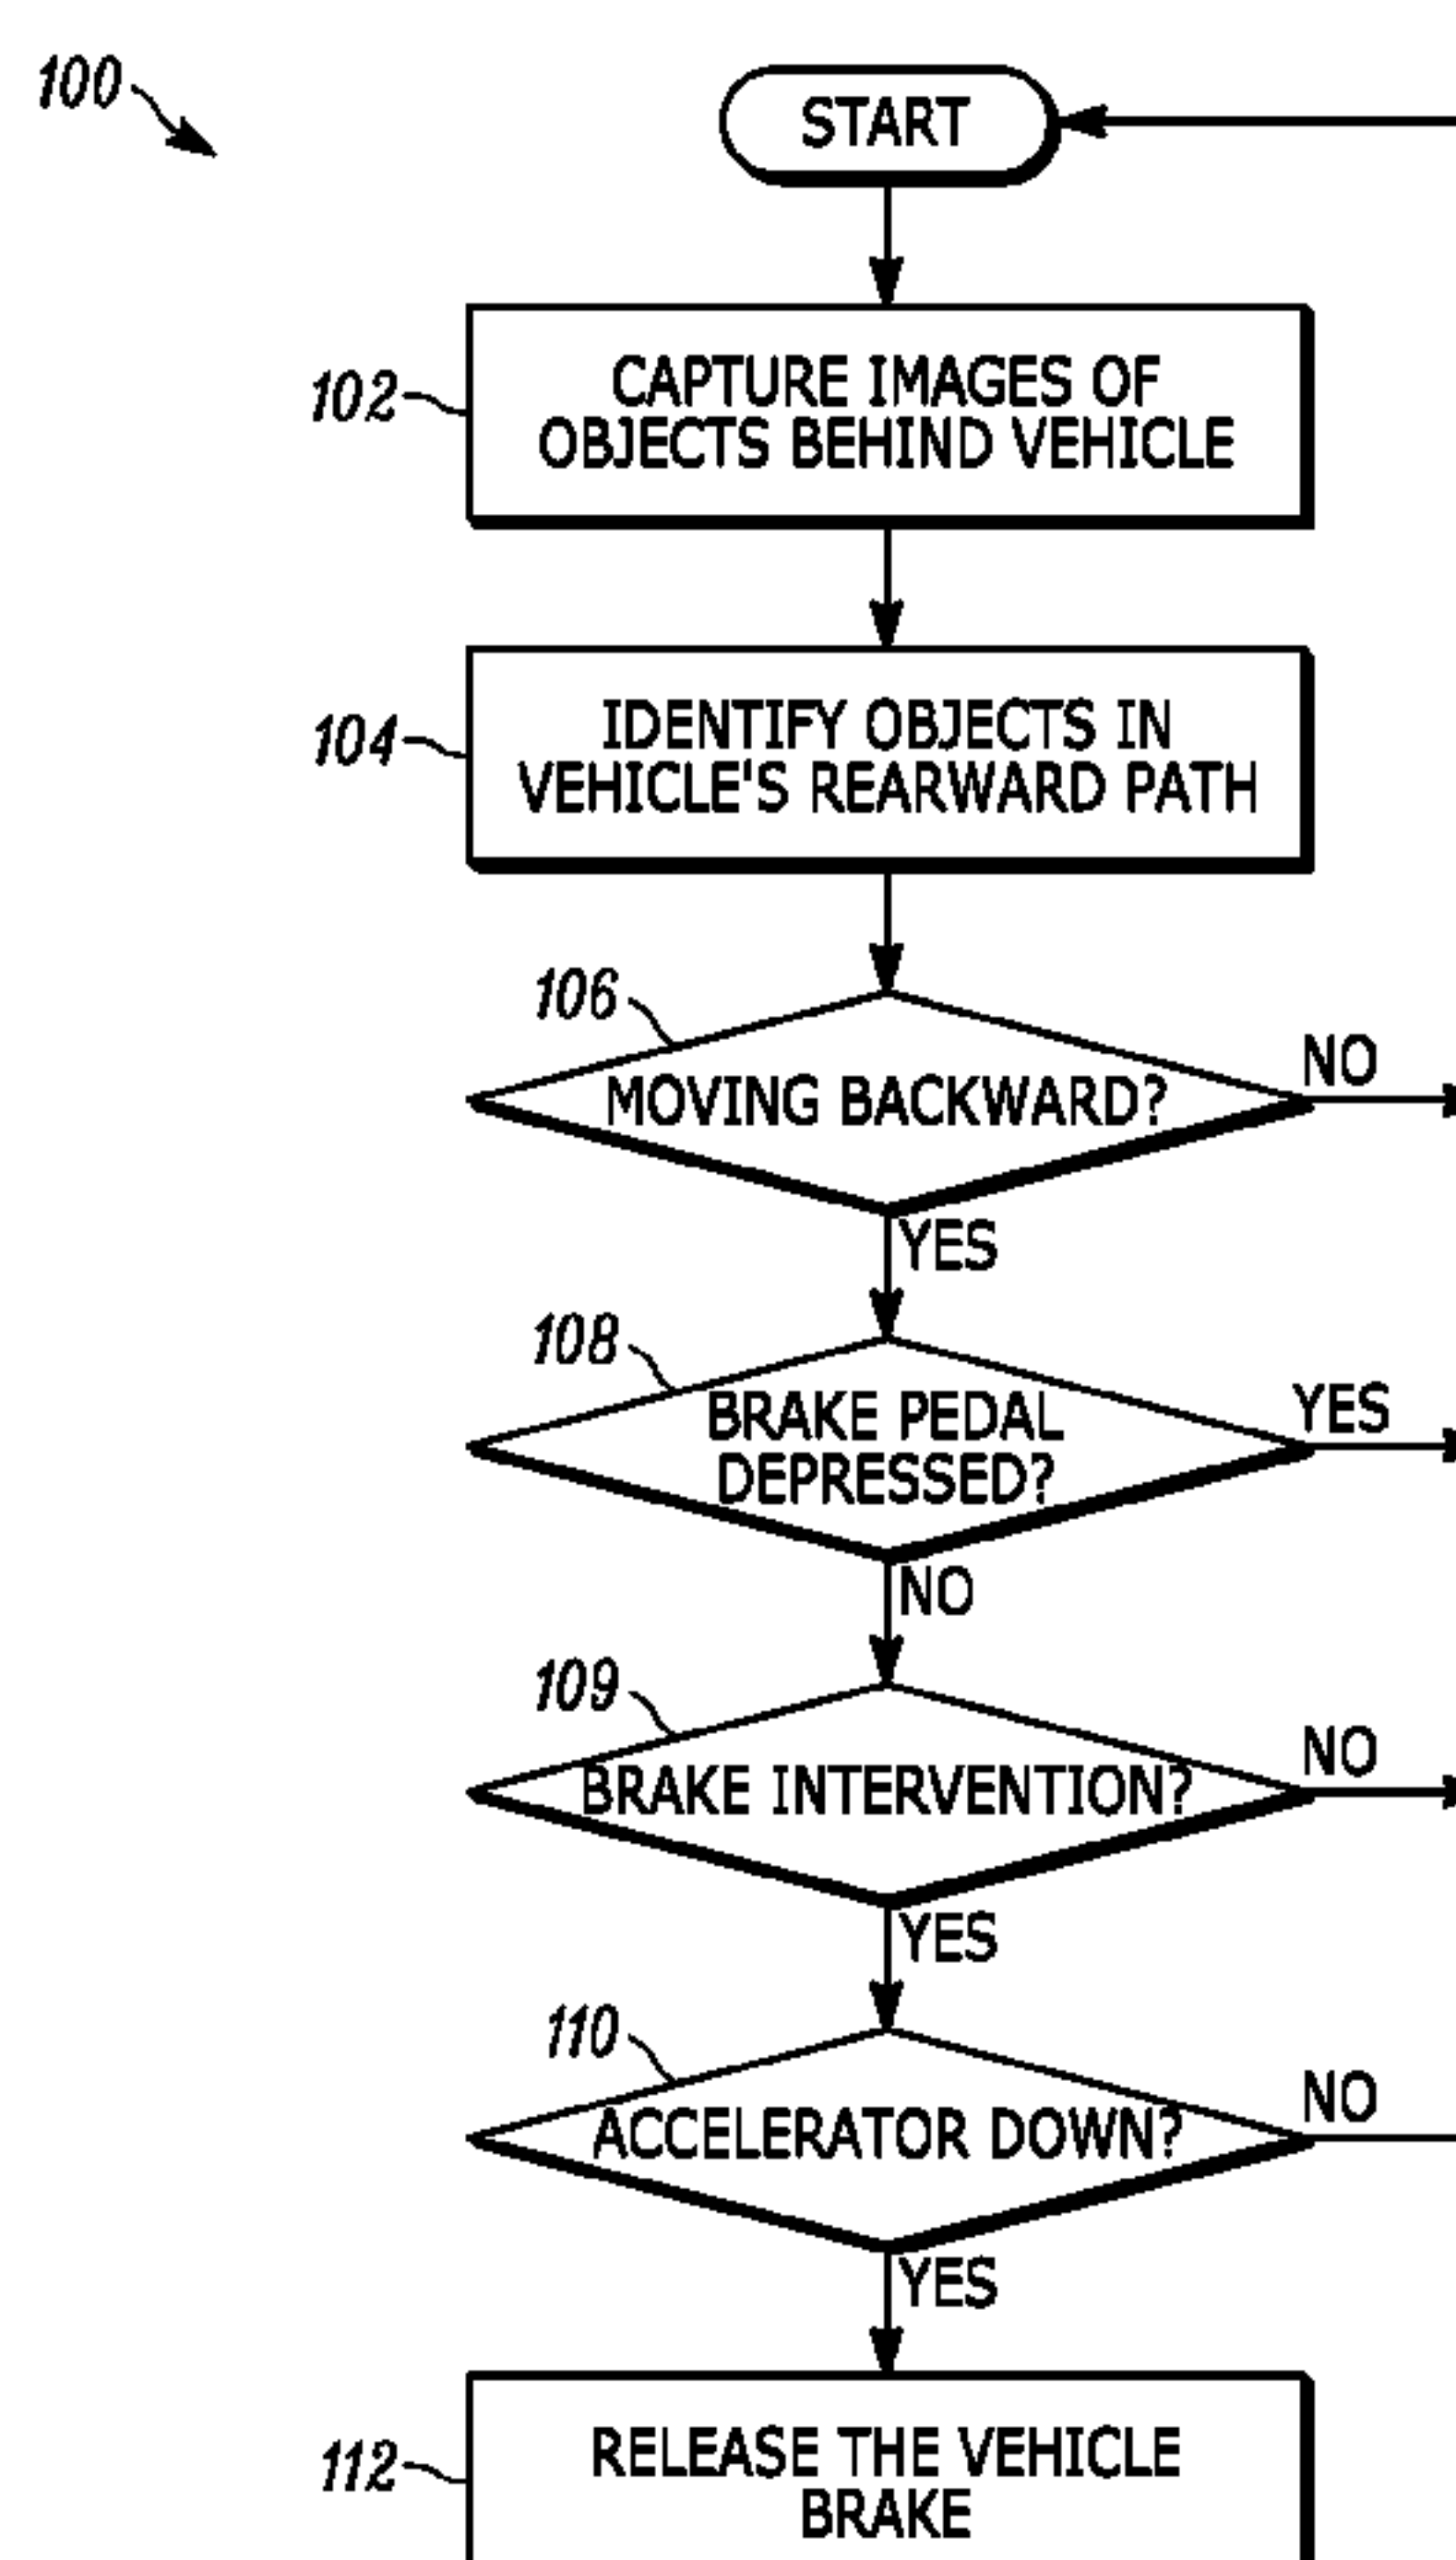 100
START
102
CAPTURE IMAGES OF
OBJECTS BEHIND VEHICLE
104
IDENTIFY OBJECTS IN
VEHICLE'S REARWARD PATH
106
MOVING BACKWARD?
NO
YES
108
BRAKE PEDAL
DEPRESSED?
YES
NO
109
BRAKE INTERVENTION?
NO
YES
110
ACCELERATOR DOWN?
NO
YES
112
RELEASE THE VEHICLE
BRAKE